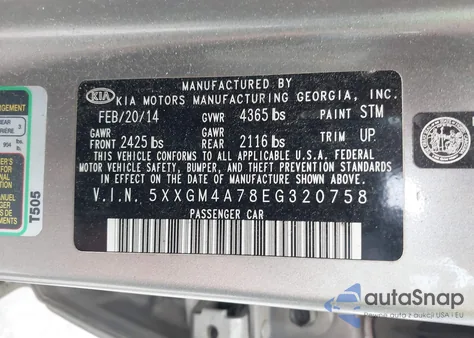 MANUFACTURED BY
KIA KIA MOTORS MANUFACTURING GEORGIA, INC.
FEB/20/14 GVWR 4365 lbs PAINT STM
GAWR GAWR
FRONT 2425 lbs REAR 2116 lbs TRIM UP
THIS VEHICLE CONFORMS TO ALL APPLICABLE U.S.A. FEDERAL
MOTOR VEHICLE SAFETY, BUMPER, AND THEFT PREVENTION STANDARDS
IN EFFECT ON THE DATE OF MANUFACTURE SHOWN ABOVE.
V.I.N. 5XXGM4A78EG320758
PASSENGER CAR
T505
autoSnap